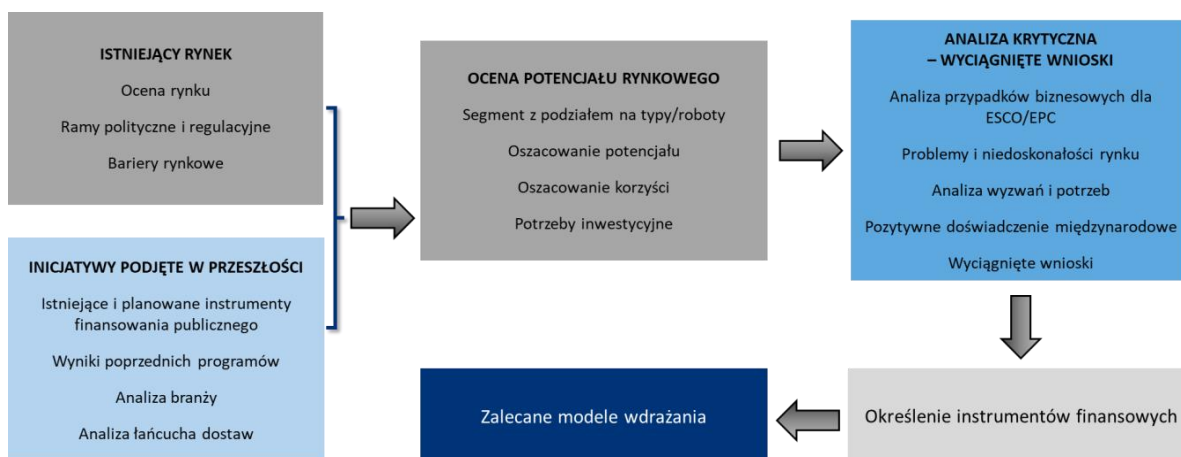 ISTNIEJĄCY RYNEK
Ocena rynku
Ramy polityczne i regulacyjne
Bariery rynkowe
INICJATYWY PODJĘTE W PRZESZŁOŚCI
Istniejące i planowane instrumenty
finansowania publicznego
Wyniki poprzednich programów
Analiza branży
Analiza łańcucha dostaw
OCENA POTENCJAŁU RYNKOWEGO
Segment z podziałem na typy/roboty
Oszacowanie potencjału
Oszacowanie korzyści
Potrzeby inwestycyjne
ANALIZA KRYTYCZNA
– WYCIĄGNIĘTE WNIOSKI
Analiza przypadków biznesowych dla
ESCO/EPC
Problemy i niedoskonałości rynku
Analiza wyzwań i potrzeb
Pozytywne doświadczenie międzynarodowe
Wyciągnięte wnioski
Określenie instrumentów finansowych
Zalecane modele wdrażania